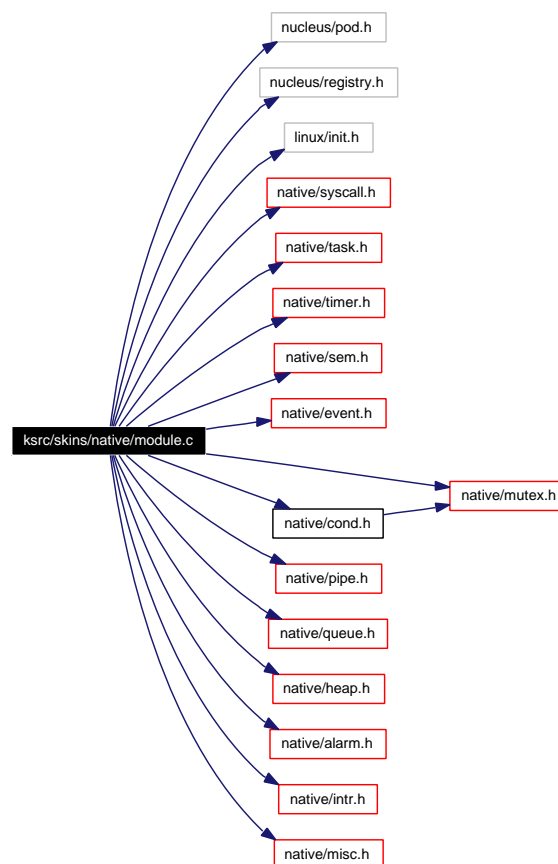 nucleus/pod.h
nucleus/registry.h
linux/init.h
native/syscall.h
native/task.h
native/timer.h
native/sem.h
native/event.h
ksrc/skins/native/module.c
native/mutex.h
native/cond.h
native/pipe.h
native/queue.h
native/heap.h
native/alarm.h
native/intr.h
native/misc.h